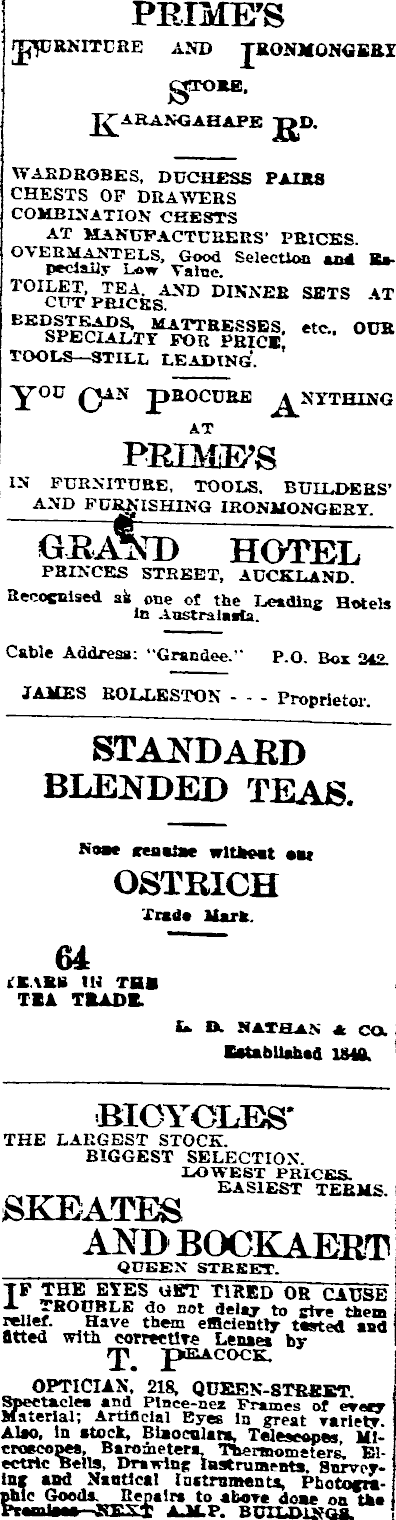 PRIME'S
FURNITURE AND IRONMONGERY
STORE,
KARANGAHAPE RD.
WARDROBES, DUCHESS PAIRS
CHESTS OF DRAWERS
COMBINATION CHESTS
AT MANUFACTURERS' PRICES.
OVERMANTELS, Good Selection and Es-
pecially Low Value.
TOILET, TEA, AND DINNER SETS AT
CUT PRICES.
BEDSTEADS, MATTRESSES, etc., OUR
SPECIALTY FOR PRICE,
TOOLS—STILL LEADING.
YOU CAN PROCURE ANYTHING
AT
PRIME'S
IN FURNITURE, TOOLS, BUILDERS'
AND FURNISHING IRONMONGERY.
GRAND HOTEL
PRINCES STREET, AUCKLAND.
Recognised as one of the Leading Hotels
in Australasia.
Cable Address: "Grandee." P.O. Box 242.
JAMES ROLLESTON - - - Proprietor.
STANDARD
BLENDED TEAS.
None genuine without our
OSTRICH
Trade Mark.
64
YEARS IN THE
TEA TRADE
L. D. NATHAN & CO.
Established 1840.
BICYCLES
THE LARGEST STOCK.
BIGGEST SELECTION.
LOWEST PRICES.
EASIEST TERMS.
SKEATES
AND BOCKAERT
QUEEN STREET.
IF THE EYES GET TIRED OR CAUSE
TROUBLE do not delay to give them
relief. Have them efficiently tested and
fitted with corrective Lenses by
T. PEACOCK,
OPTICIAN, 218, QUEEN-STREET.
Spectacles and Pince-nez Frames of every
Material; Artificial Eyes in great variety.
Also, in stock, Binoculars, Telescopes, Mi-
croscopes, Barometers, Thermometers, El-
ectric Bells, Drawing Instruments, Survey-
ing and Nautical Instruments, Photogra-
phic Goods. Repairs to above done on the
Premises—NEXT A.M.P. BUILDINGS.